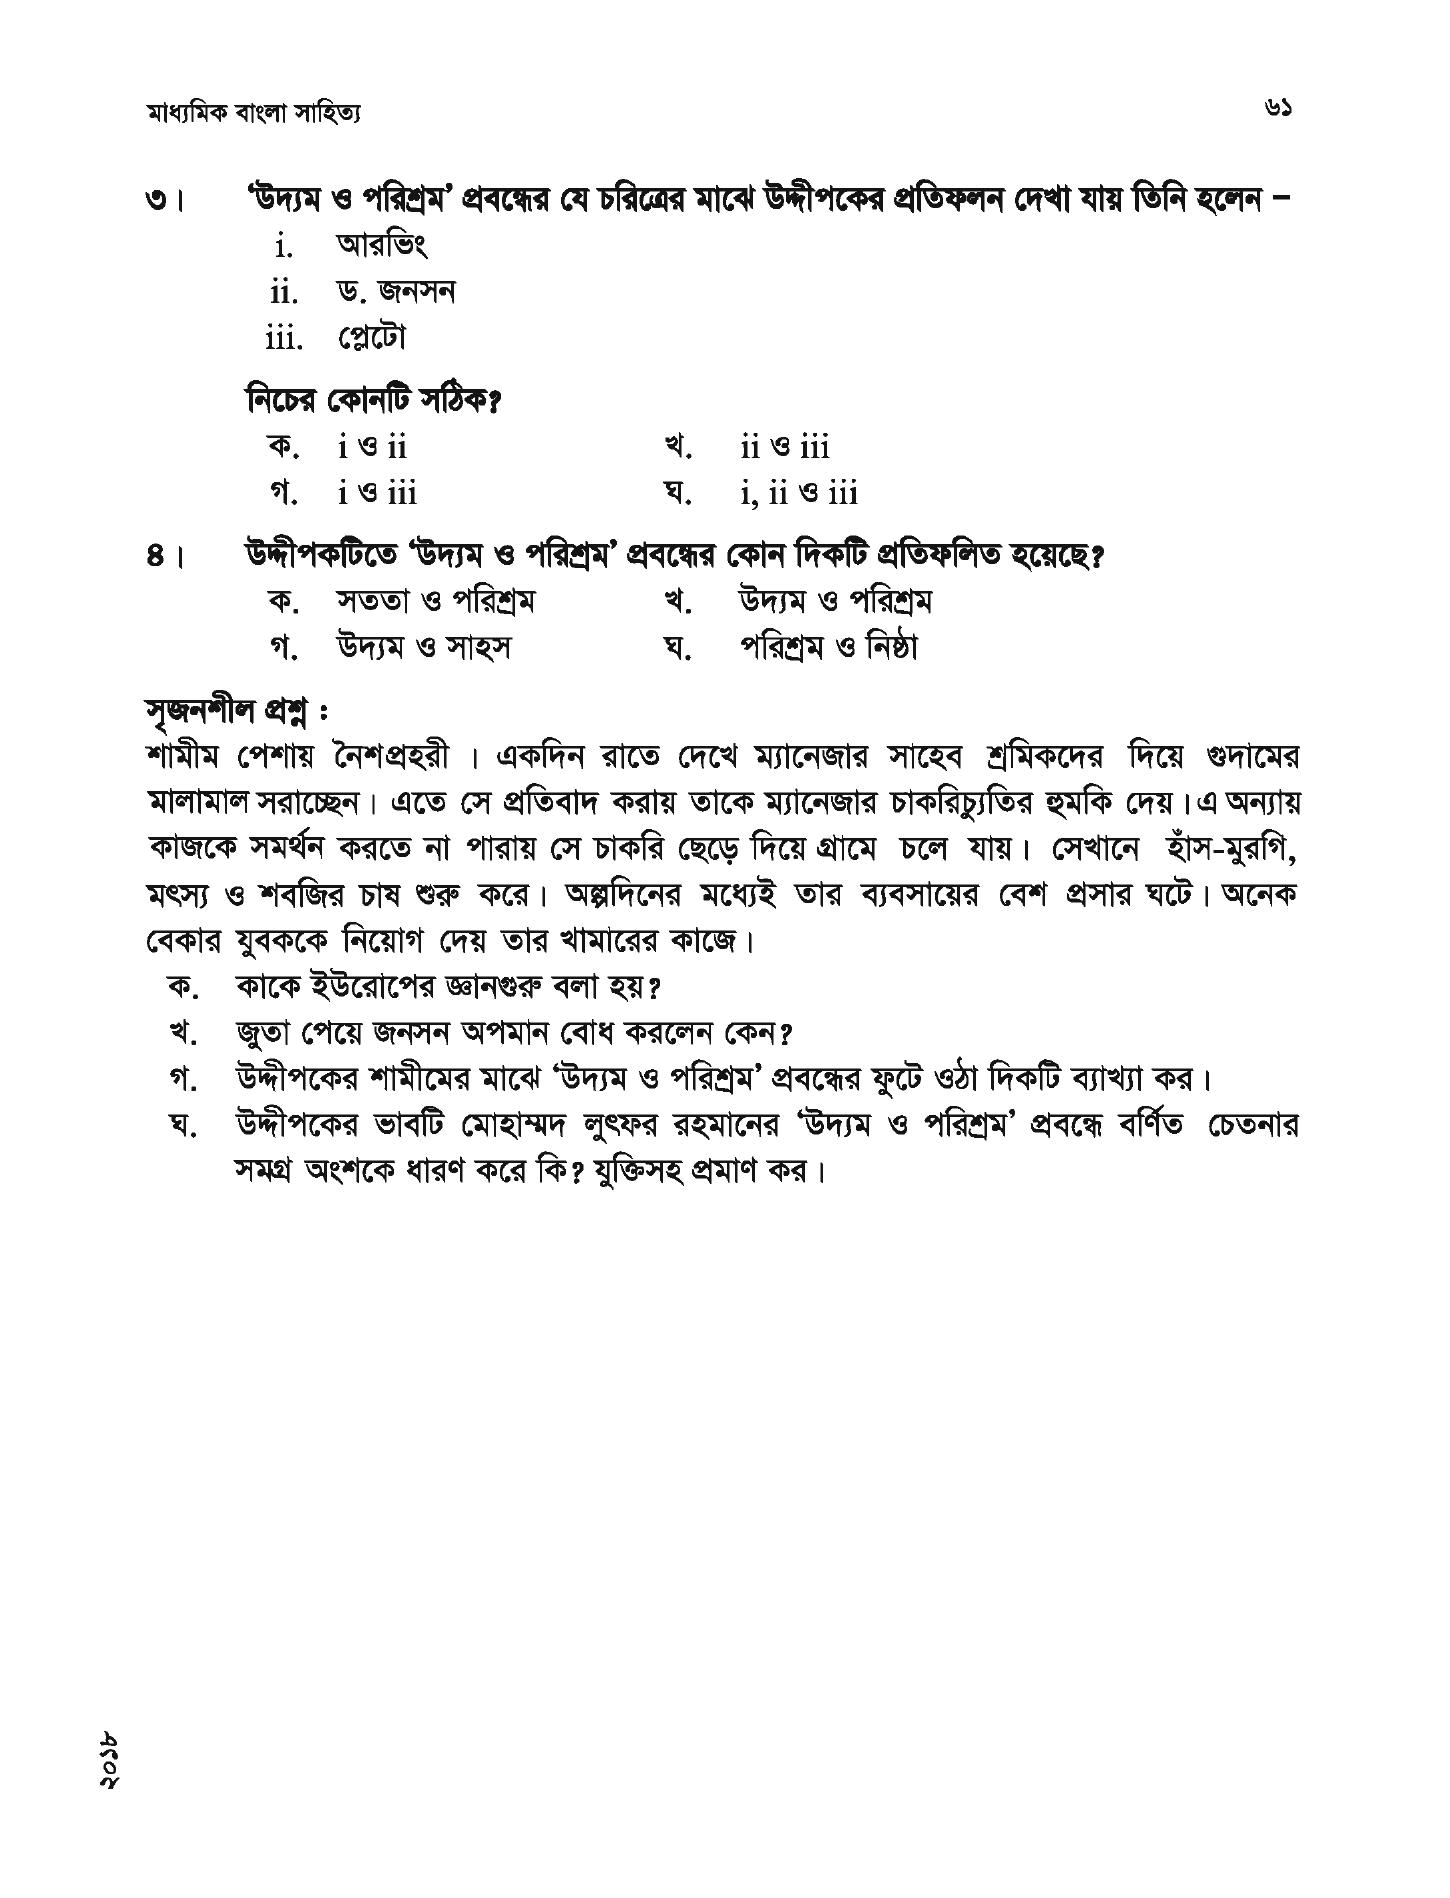 মাধ্যমিক বাংলা সাহিত্য ৬১
৩। ‘উদ্যম ও পরিশ্রম’ প্রবন্ধের যে চরিত্রের মাঝে উদ্দীপকের প্রতিফলন দেখা যায় তিনি হলেন –
i. আরভিং
ii. ড. জনসন
iii. প্লেটো
নিচের কোনটি সঠিক?
ক. i ও ii খ. ii ও iii
গ. i ও iii ঘ. i, ii ও iii
৪। উদ্দীপকটিতে ‘উদ্যম ও পরিশ্রম’ প্রবন্ধের কোন দিকটি প্রতিফলিত হয়েছে?
ক. সততা ও পরিশ্রম খ. উদ্যম ও পরিশ্রম
গ. উদ্যম ও সাহস ঘ. পরিশ্রম ও নিষ্ঠা
সৃজনশীল প্রশ্ন :
শামীম পেশায় নৈশপ্রহরী । একদিন রাতে দেখে ম্যানেজার সাহেব শ্রমিকদের দিয়ে গুদামের
মালামাল সরাচ্ছেন। এতে সে প্রতিবাদ করায় তাকে ম্যানেজার চাকরিচ্যুতির হুমকি দেয়। এ অন্যায়
কাজকে সমর্থন করতে না পারায় সে চাকরি ছেড়ে দিয়ে গ্রামে চলে যায়। সেখানে হাঁস-মুরগি,
মৎস্য ও শবজির চাষ শুরু করে। অল্পদিনের মধ্যেই তার ব্যবসায়ের বেশ প্রসার ঘটে। অনেক
বেকার যুবককে নিয়োগ দেয় তার খামারের কাজে।
ক. কাকে ইউরোপের জ্ঞানগুরু বলা হয়?
খ. জুতা পেয়ে জনসন অপমান বোধ করলেন কেন?
গ. উদ্দীপকের শামীমের মাঝে ‘উদ্যম ও পরিশ্রম’ প্রবন্ধের ফুটে ওঠা দিকটি ব্যাখ্যা কর।
ঘ. উদ্দীপকের ভাবটি মোহাম্মদ লুৎফর রহমানের ‘উদ্যম ও পরিশ্রম’ প্রবন্ধে বর্ণিত চেতনার
সমগ্র অংশকে ধারণ করে কি? যুক্তিসহ প্রমাণ কর।
২০১৮